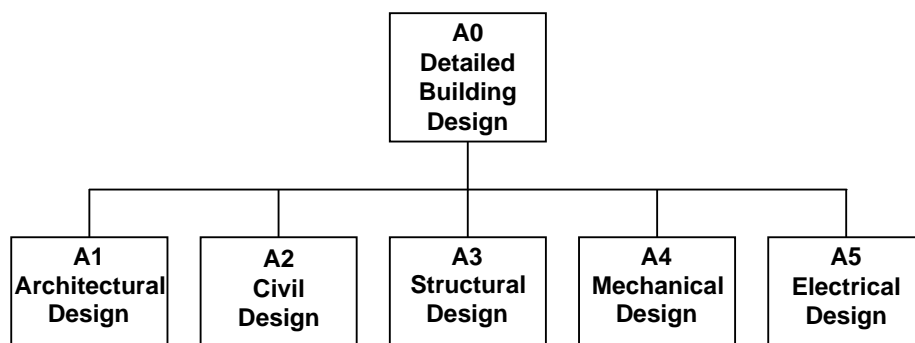 A0
Detailed
Building
Design
A1
Architectural
Design
A2
Civil
Design
A3
Structural
Design
A4
Mechanical
Design
A5
Electrical
Design